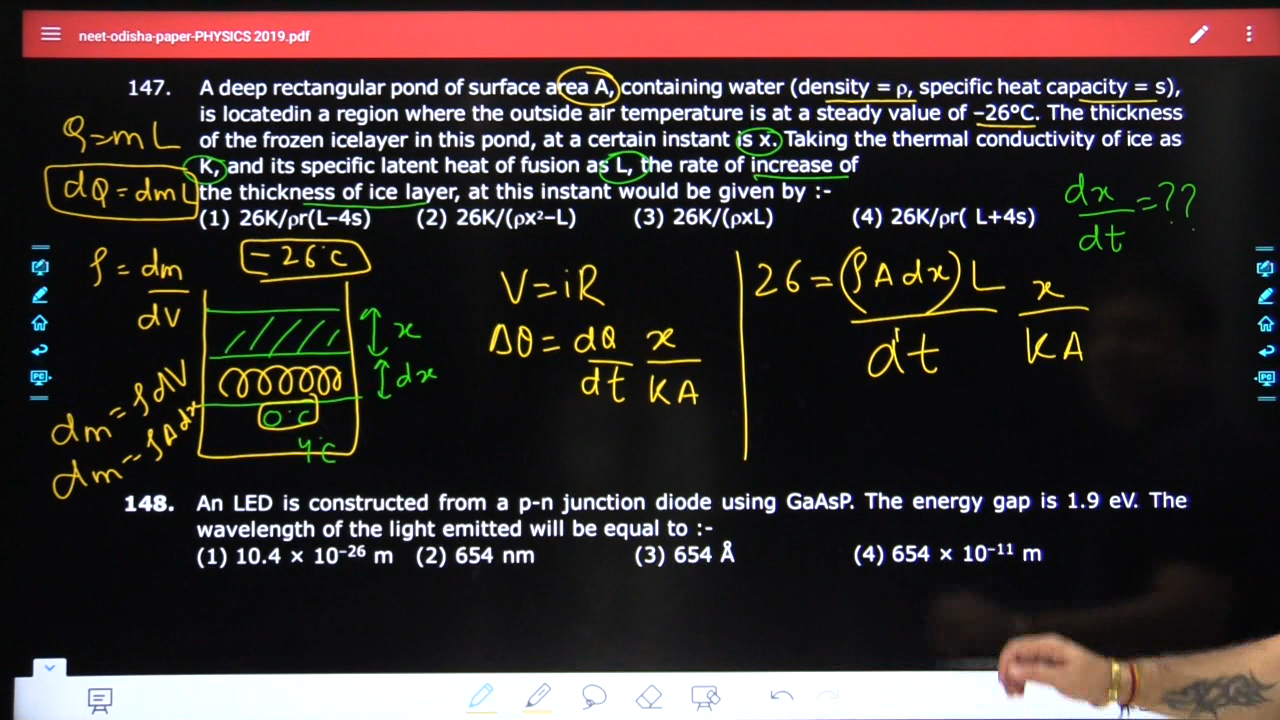 neet-odisha-paper-PHYSICS 2019.pdf
147. A deep rectangular pond of surface area A, containing water (density = ρ, specific heat capacity = s),
is locatedin a region where the outside air temperature is at a steady value of –26ºC. The thickness
of the frozen icelayer in this pond, at a certain instant is x. Taking the thermal conductivity of ice as
K, and its specific latent heat of fusion as L, the rate of increase of
the thickness of ice layer, at this instant would be given by :-
(1) 26K/ρr(L–4s) (2) 26K/(ρx²–L) (3) 26K/(ρxL) (4) 26K/ρr( L+4s)
Q = mL
dQ = dm L
dx/dt = ??
ρ = dm/dV
-26°C
x
dx
0°C
4°C
dm = ρdV
dm = ρA dx
V = iR
Δθ = dQ/dt x/KA
26 = (ρA dx) L/dt x/KA
148. An LED is constructed from a p-n junction diode using GaAsP. The energy gap is 1.9 eV. The
wavelength of the light emitted will be equal to :-
(1) 10.4 × 10⁻²⁶ m (2) 654 nm (3) 654 Å (4) 654 × 10⁻¹¹ m